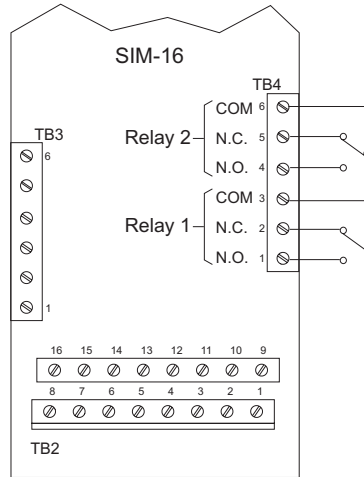 SIM-16
TB4
COM 6
Relay 2 N.C. 5
N.O. 4
COM 3
Relay 1 N.C. 2
N.O. 1
TB3
6
1
16 15 14 13 12 11 10 9
8 7 6 5 4 3 2 1
TB2